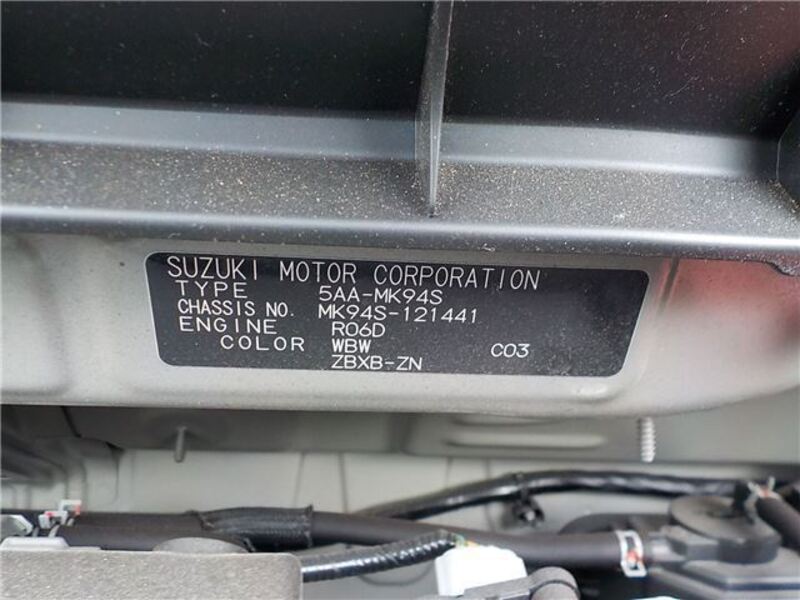 SUZUKI MOTOR CORPORATION
TYPE 5AA-MK94S
CHASSIS NO. MK94S-121441
ENGINE R06D
COLOR WBW C03
ZBXB-ZN